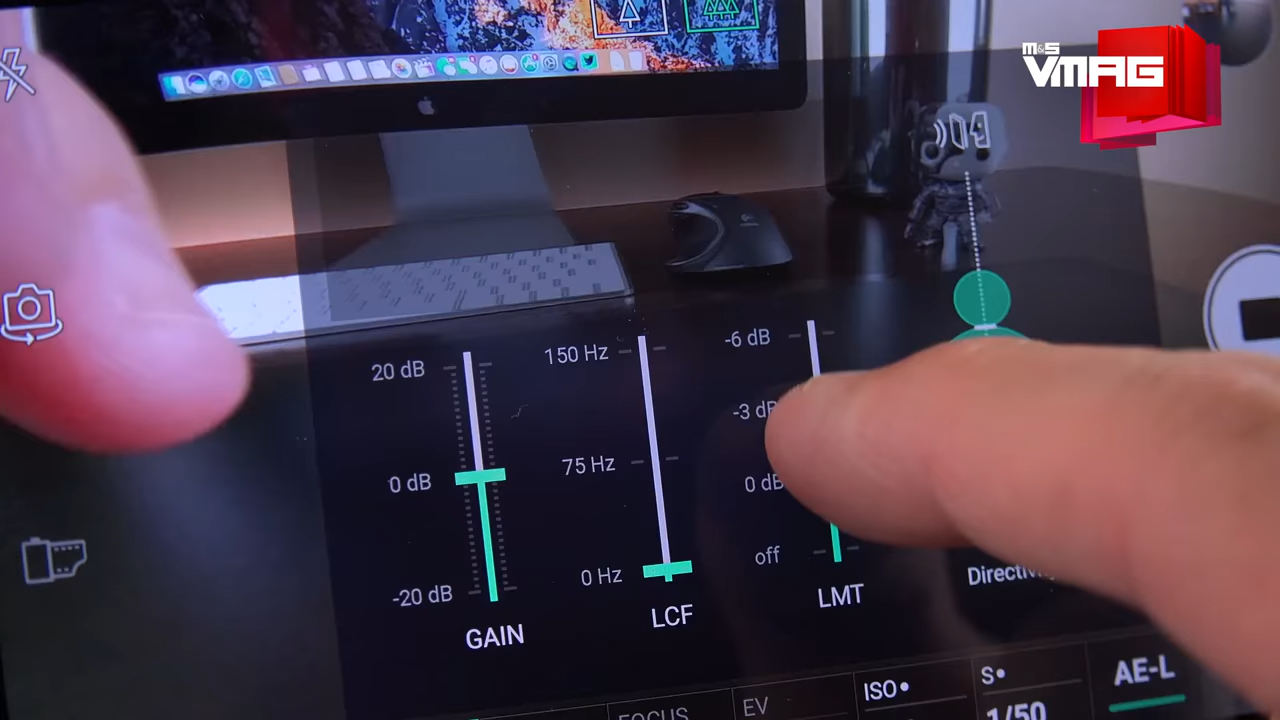 M&S
VMAG
20 dB
0 dB
-20 dB
GAIN
150 Hz
75 Hz
0 Hz
LCF
-6 dB
-3 dB
0 dB
off
LMT
FOCUS
EV
ISO•
S•
1/50
AE-L